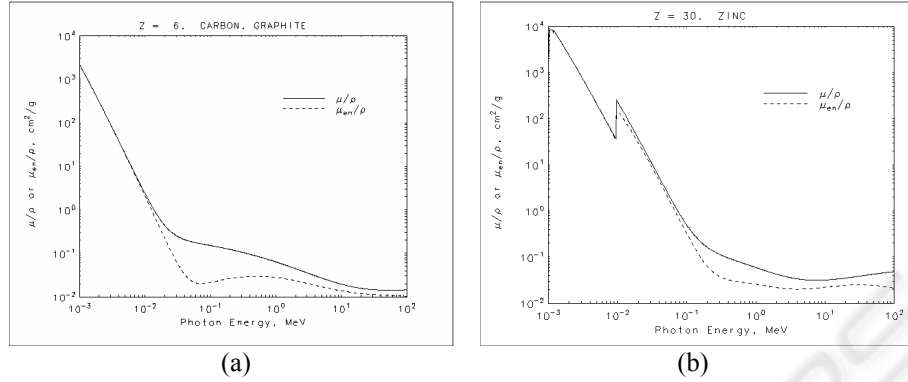 Z = 6, CARBON, GRAPHITE
10⁴
10³
10²
10¹
10⁰
10⁻¹
10⁻²
μ/ρ or μₑₙ/ρ, cm²/g
μ/ρ
μₑₙ/ρ
10⁻³ 10⁻² 10⁻¹ 10⁰ 10¹ 10²
Photon Energy, MeV
(a)
Z = 30, ZINC
10⁴
10³
10²
10¹
10⁰
10⁻¹
10⁻²
μ/ρ or μₑₙ/ρ, cm²/g
μ/ρ
μₑₙ/ρ
10⁻³ 10⁻² 10⁻¹ 10⁰ 10¹ 10²
Photon Energy, MeV
(b)